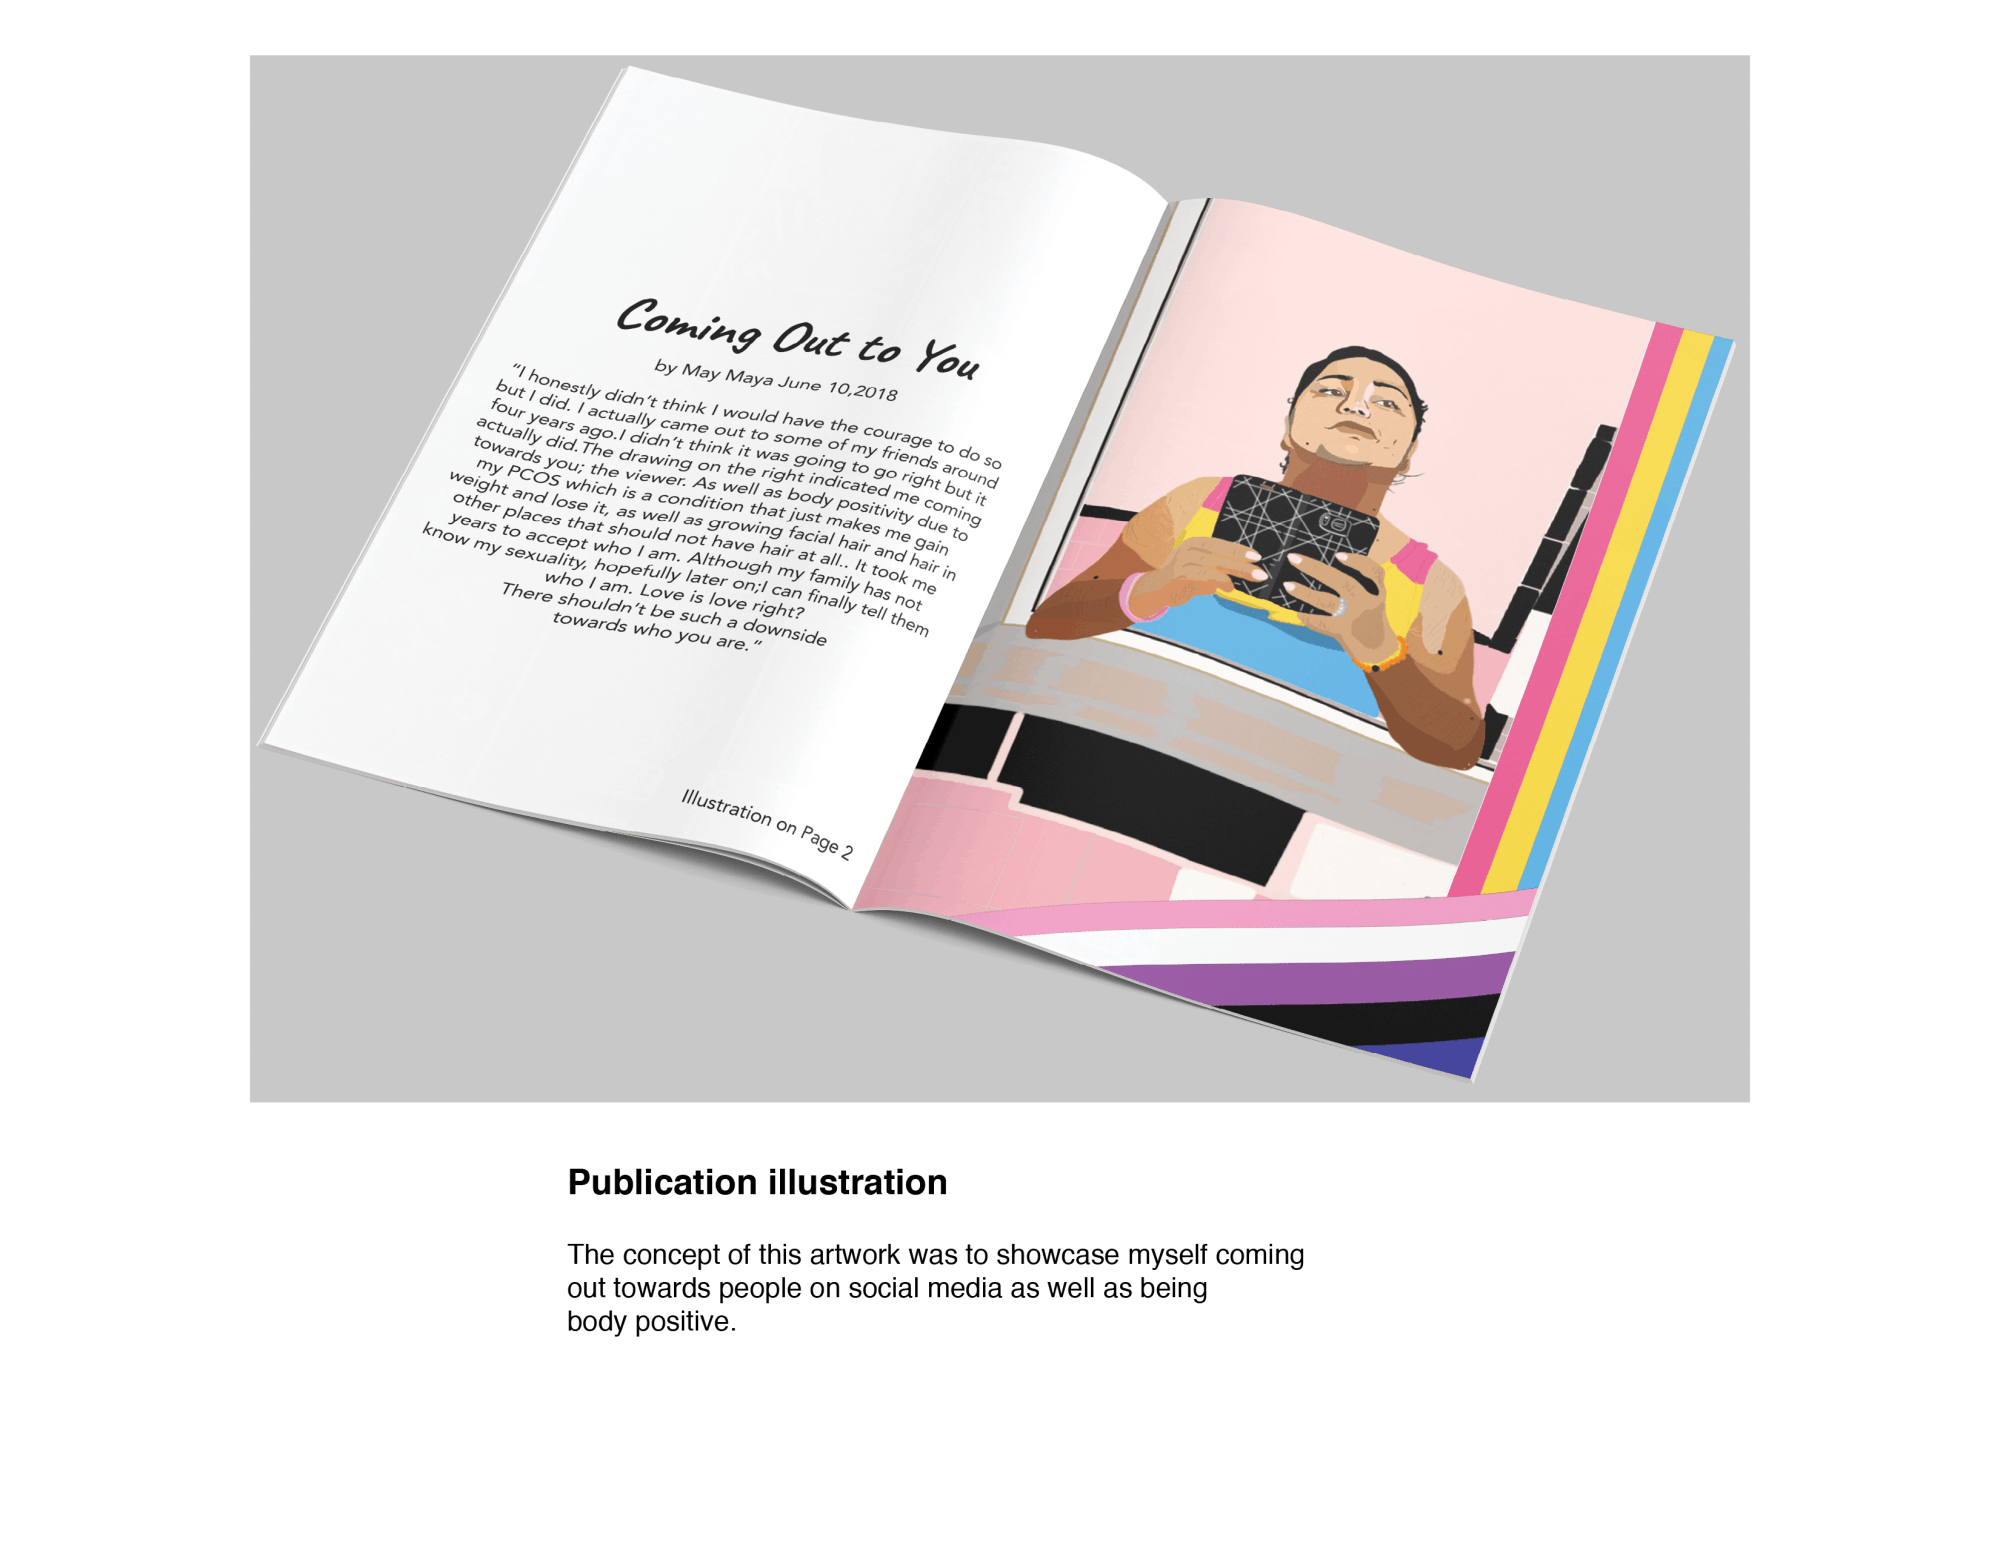 Coming Out to You
by May Maya June 10,2018
“I honestly didn’t think I would have the courage to do so
but I did. I actually came out to some of my friends around
four years ago.I didn’t think it was going to go right but it
actually did.The drawing on the right indicated me coming
towards you; the viewer. As well as body positivity due to
my PCOS which is a condition that just makes me gain
weight and lose it, as well as growing facial hair and hair in
other places that should not have hair at all.. It took me
years to accept who I am. Although my family has not
know my sexuality, hopefully later on;I can finally tell them
who I am. Love is love right?
There shouldn’t be such a downside
towards who you are.”
Illustration on Page 2
Publication illustration
The concept of this artwork was to showcase myself coming
out towards people on social media as well as being
body positive.